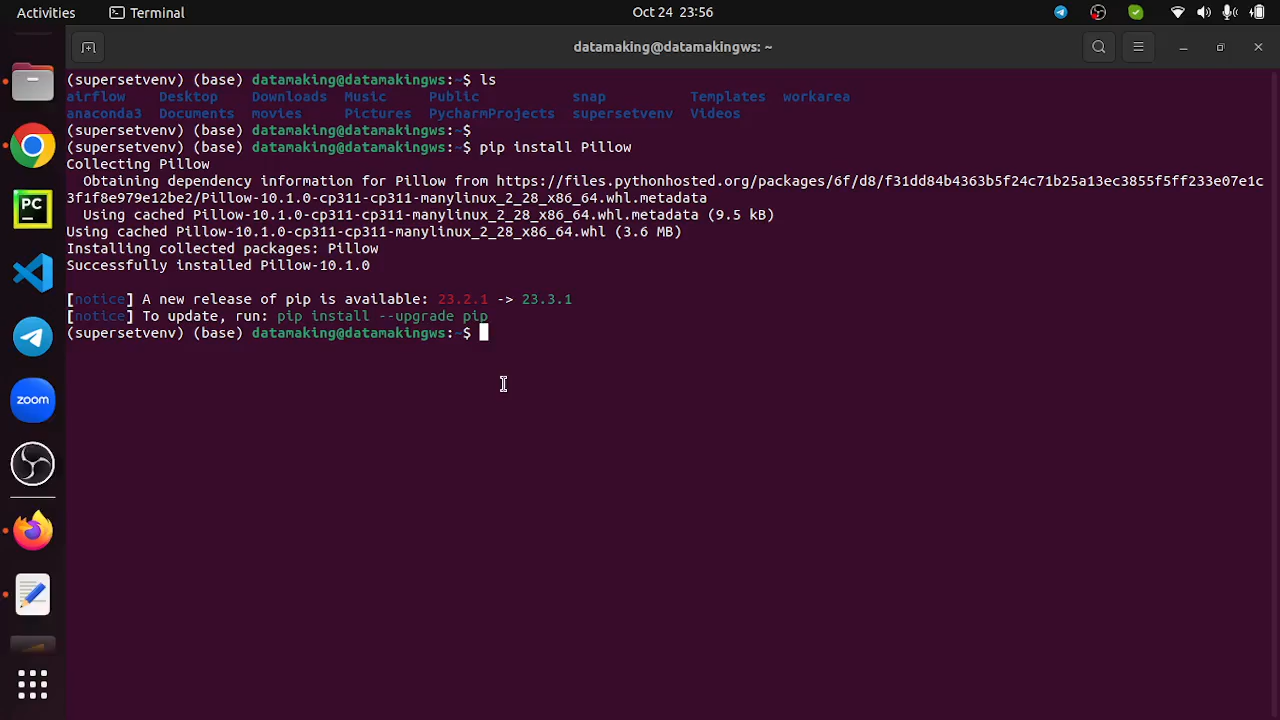 Activities Terminal Oct 24 23:56
datamaking@datamakingws: ~
(supersetvenv) (base) datamaking@datamakingws:~$ ls
airflow Desktop Downloads Music Public snap Templates workarea
anaconda3 Documents movies Pictures PycharmProjects supersetvenv Videos
(supersetvenv) (base) datamaking@datamakingws:~$
(supersetvenv) (base) datamaking@datamakingws:~$ pip install Pillow
Collecting Pillow
Obtaining dependency information for Pillow from https://files.pythonhosted.org/packages/6f/d8/f31dd84b4363b5f24c71b25a13ec3855f5ff233e07e1c
3f1f8e979e12be2/Pillow-10.1.0-cp311-cp311-manylinux_2_28_x86_64.whl.metadata
Using cached Pillow-10.1.0-cp311-cp311-manylinux_2_28_x86_64.whl.metadata (9.5 kB)
Using cached Pillow-10.1.0-cp311-cp311-manylinux_2_28_x86_64.whl (3.6 MB)
Installing collected packages: Pillow
Successfully installed Pillow-10.1.0
[notice] A new release of pip is available: 23.2.1 -> 23.3.1
[notice] To update, run: pip install --upgrade pip
(supersetvenv) (base) datamaking@datamakingws:~$
PC
zoom